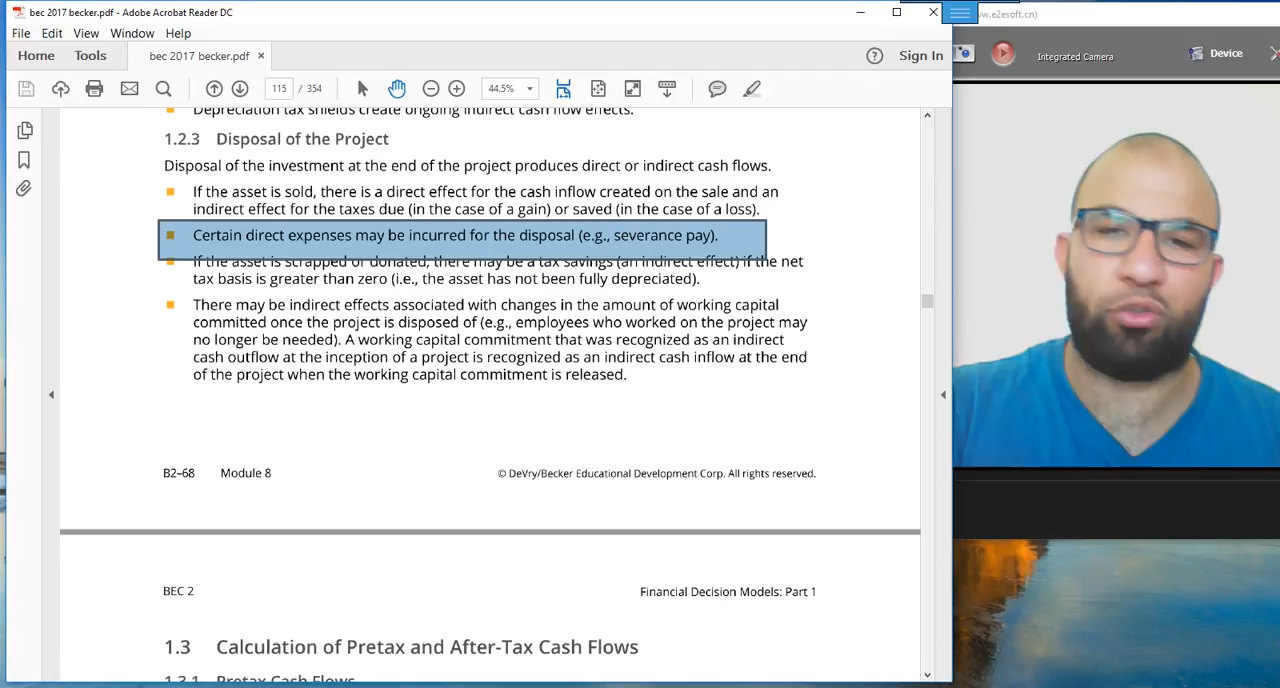 bec 2017 becker.pdf - Adobe Acrobat Reader DC
ww.e2esoft.cn)
File Edit View Window Help
Home Tools bec 2017 becker.pdf × Sign In
Integrated Camera Device
115 / 354 44.5%
Depreciation tax shields create ongoing indirect cash flow effects.
1.2.3 Disposal of the Project
Disposal of the investment at the end of the project produces direct or indirect cash flows.
If the asset is sold, there is a direct effect for the cash inflow created on the sale and an
indirect effect for the taxes due (in the case of a gain) or saved (in the case of a loss).
Certain direct expenses may be incurred for the disposal (e.g., severance pay).
If the asset is scrapped or donated, there may be a tax savings (an indirect effect) if the net
tax basis is greater than zero (i.e., the asset has not been fully depreciated).
There may be indirect effects associated with changes in the amount of working capital
committed once the project is disposed of (e.g., employees who worked on the project may
no longer be needed). A working capital commitment that was recognized as an indirect
cash outflow at the inception of a project is recognized as an indirect cash inflow at the end
of the project when the working capital commitment is released.
B2–68 Module 8 © DeVry/Becker Educational Development Corp. All rights reserved.
BEC 2 Financial Decision Models: Part 1
1.3 Calculation of Pretax and After-Tax Cash Flows
1.3.1 Pretax Cash Flows